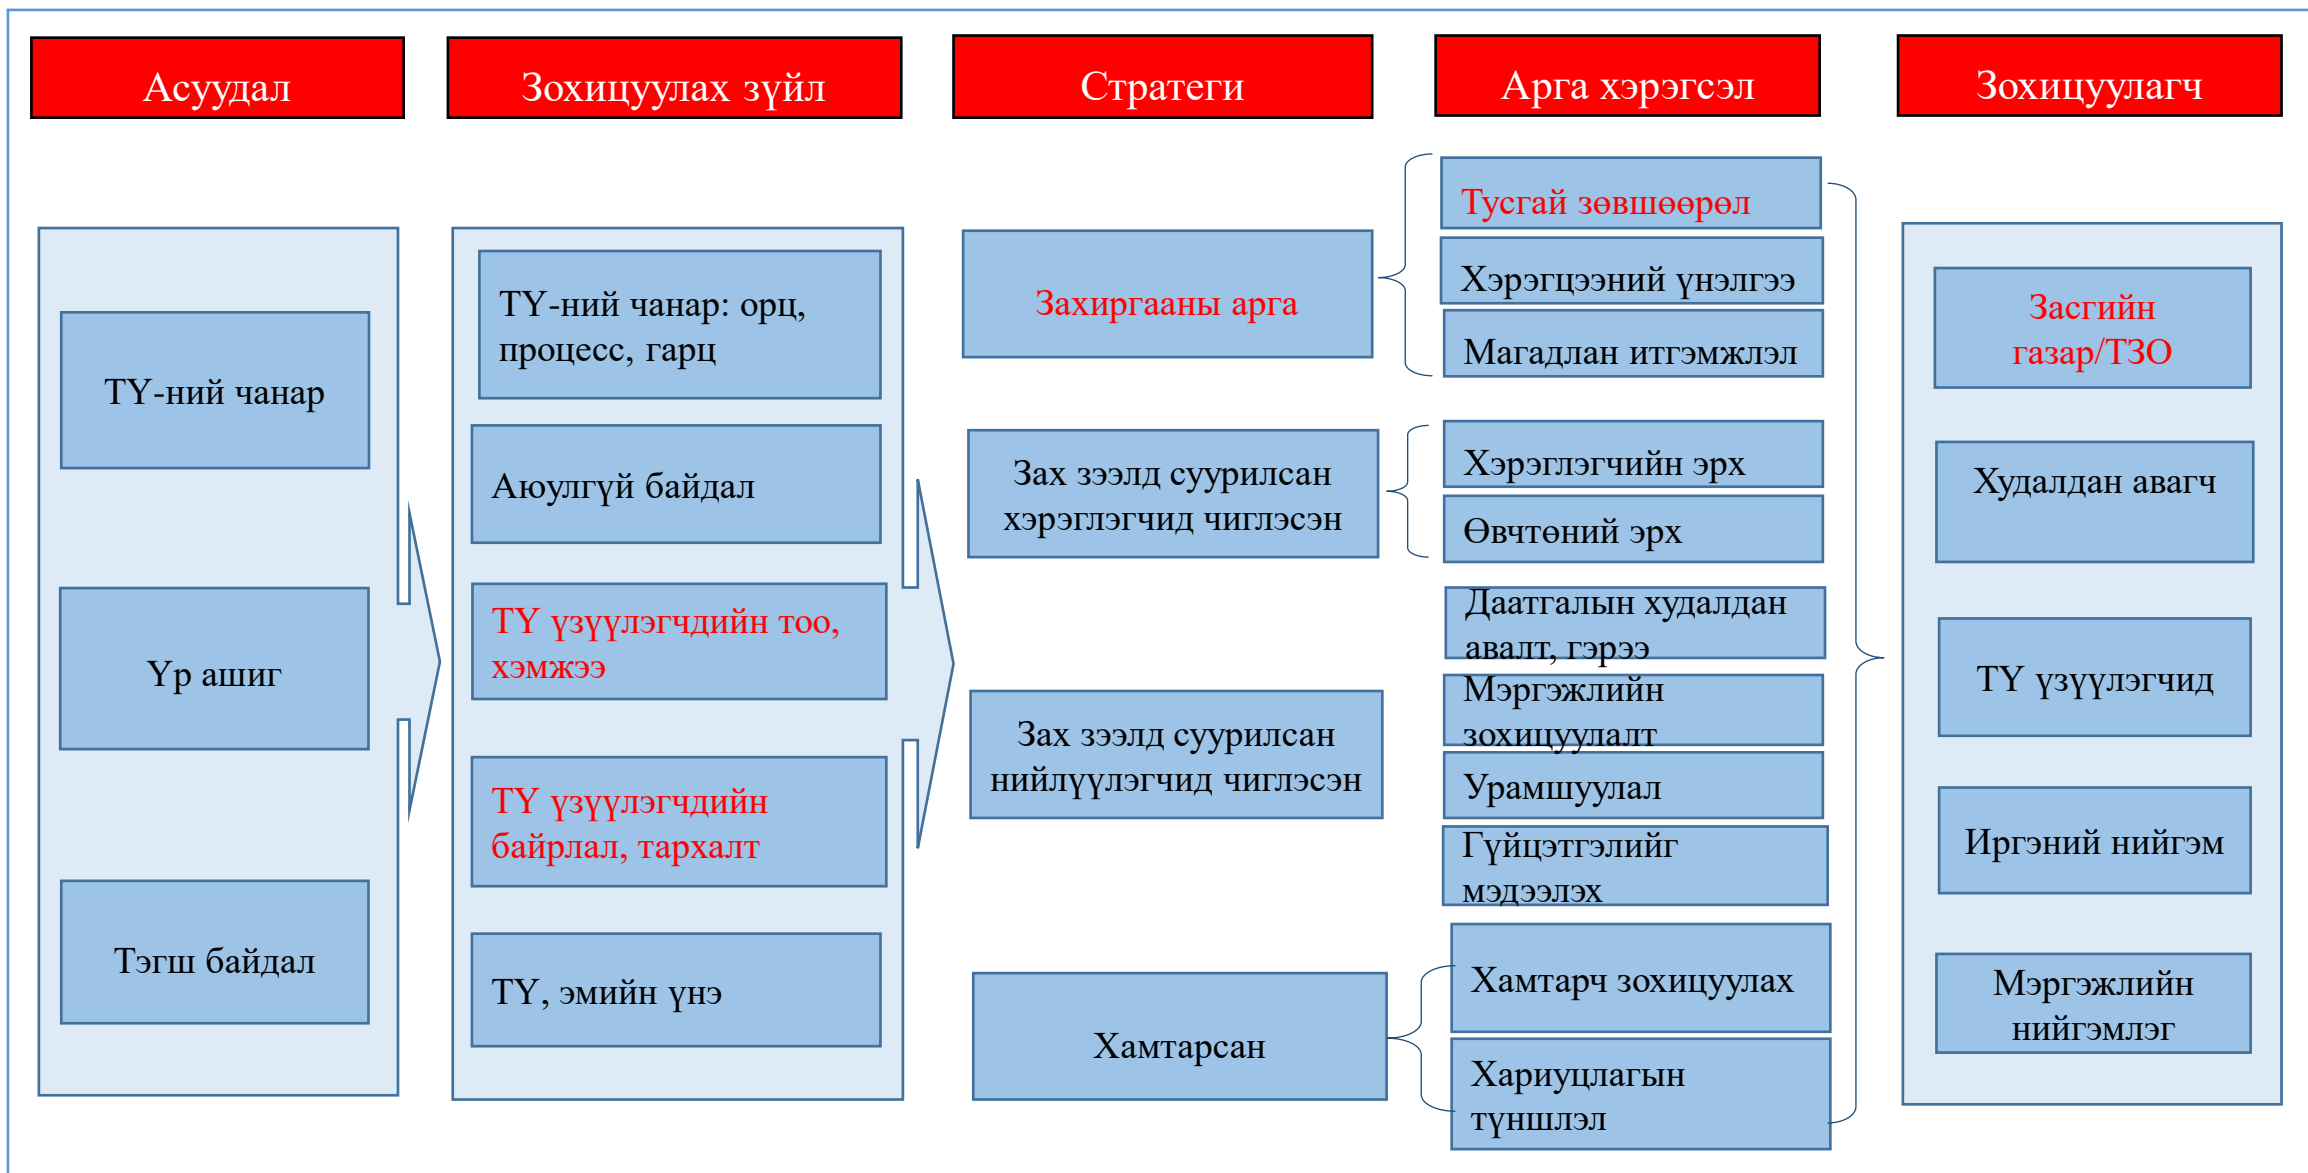 Асуудал
Зохицуулах зүйл
Стратеги
Арга хэрэгсэл
Зохицуулагч
ТҮ-ний чанар
Үр ашиг
Тэгш байдал
ТҮ-ний чанар: орц,
процесс, гарц
Аюулгүй байдал
ТҮ үзүүлэгчдийн тоо,
хэмжээ
ТҮ үзүүлэгчдийн
байрлал, тархалт
ТҮ, эмийн үнэ
Захиргааны арга
Зах зээлд суурилсан
хэрэглэгчид чиглэсэн
Зах зээлд суурилсан
нийлүүлэгчид чиглэсэн
Хамтарсан
Тусгай зөвшөөрөл
Хэрэгцээний үнэлгээ
Магадлан итгэмжлэл
Хэрэглэгчийн эрх
Өвчтөний эрх
Даатгалын худалдан
авалт, гэрээ
Мэргэжлийн
зохицуулалт
Урамшуулал
Гүйцэтгэлийг
мэдээлэх
Хамтарч зохицуулах
Хариуцлагын
түншлэл
Засгийн
газар/ТЗО
Худалдан авагч
ТҮ үзүүлэгчид
Иргэний нийгэм
Мэргэжлийн
нийгэмлэг